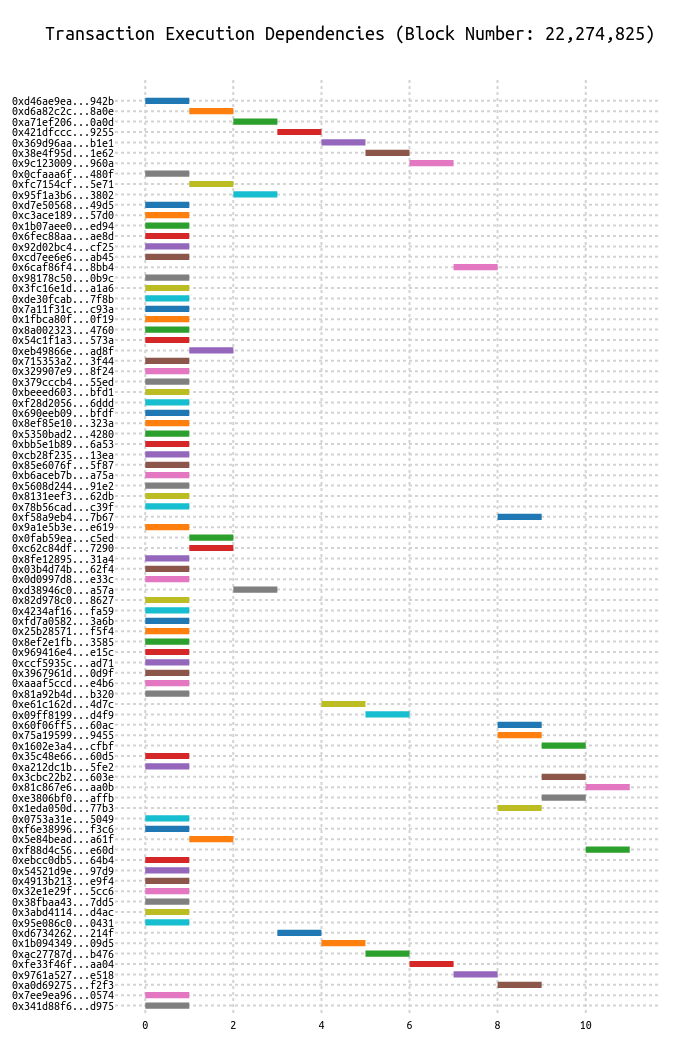 Transaction Execution Dependencies (Block Number: 22,274,825)
0xd46ae9ea...942b
0xd6a82c2c...8a0e
0xa71ef206...0a0d
0x421dfccc...9255
0x369d96aa...b1e1
0x38e4f95d...1e62
0x9c123009...960a
0x0cfaaa6f...480f
0xfc7154cf...5e71
0x95f1a3b6...3802
0xd7e50568...49d5
0xc3ace189...57d0
0x1b07aee0...ed94
0x6fec88aa...ae8d
0x92d02bc4...cf25
0xcd7ee6e6...ab45
0x6caf86f4...8bb4
0x98178c50...0b9c
0x3fc16e1d...a1a6
0xde30fcab...7f8b
0x7a11f31c...c93a
0x1fbca80f...0f19
0x8a002323...4760
0x54c1f1a3...573a
0xeb49866e...ad8f
0x715353a2...3f44
0x329907e9...8f24
0x379cccb4...55ed
0xbeeed603...bfd1
0xf28d2056...6ddd
0x690eeb09...bfdf
0x8ef85e10...323a
0x5350bad2...4280
0xbb5e1b89...6a53
0xcb28f235...13ea
0x85e6076f...5f87
0xb6aceb7b...a75a
0x5608d244...91e2
0x8131eef3...62db
0x78b56cad...c39f
0xf58a9eb4...7b67
0x9a1e5b3e...e619
0x0fab59ea...c5ed
0xc62c84df...7290
0x8fe12895...31a4
0x03b4d74b...62f4
0x0d0997d8...e33c
0xd38946c0...a57a
0x82d978c0...8627
0x4234af16...fa59
0xfd7a0582...3a6b
0x25b28571...f5f4
0x8ef2e1fb...3585
0x969416e4...e15c
0xccf5935c...ad71
0x3967961d...0d9f
0xaaaf5ccd...e4b6
0x81a92b4d...b320
0xe61c162d...4d7c
0x09ff8199...d4f9
0x60f06ff5...60ac
0x75a19599...9455
0x1602e3a4...cfbf
0x35c48e66...60d5
0xa212dc1b...5fe2
0x3cbc22b2...603e
0x81c867e6...aa0b
0xe3806bf0...affb
0x1eda050d...77b3
0x0753a31e...5049
0xf6e38996...f3c6
0x5e84bead...a61f
0xf88d4c56...e60d
0xebcc0db5...64b4
0x54521d9e...97d9
0x4913b213...e9f4
0x32e1e29f...5cc6
0x38fbaa43...7dd5
0x3abd4114...d4ac
0x95e086c0...0431
0xd6734262...214f
0x1b094349...09d5
0xac27787d...b476
0xfe33f46f...aa04
0x9761a527...e518
0xa0d69275...f2f3
0x7ee9ea96...0574
0x341d88f6...d975
0 2 4 6 8 10